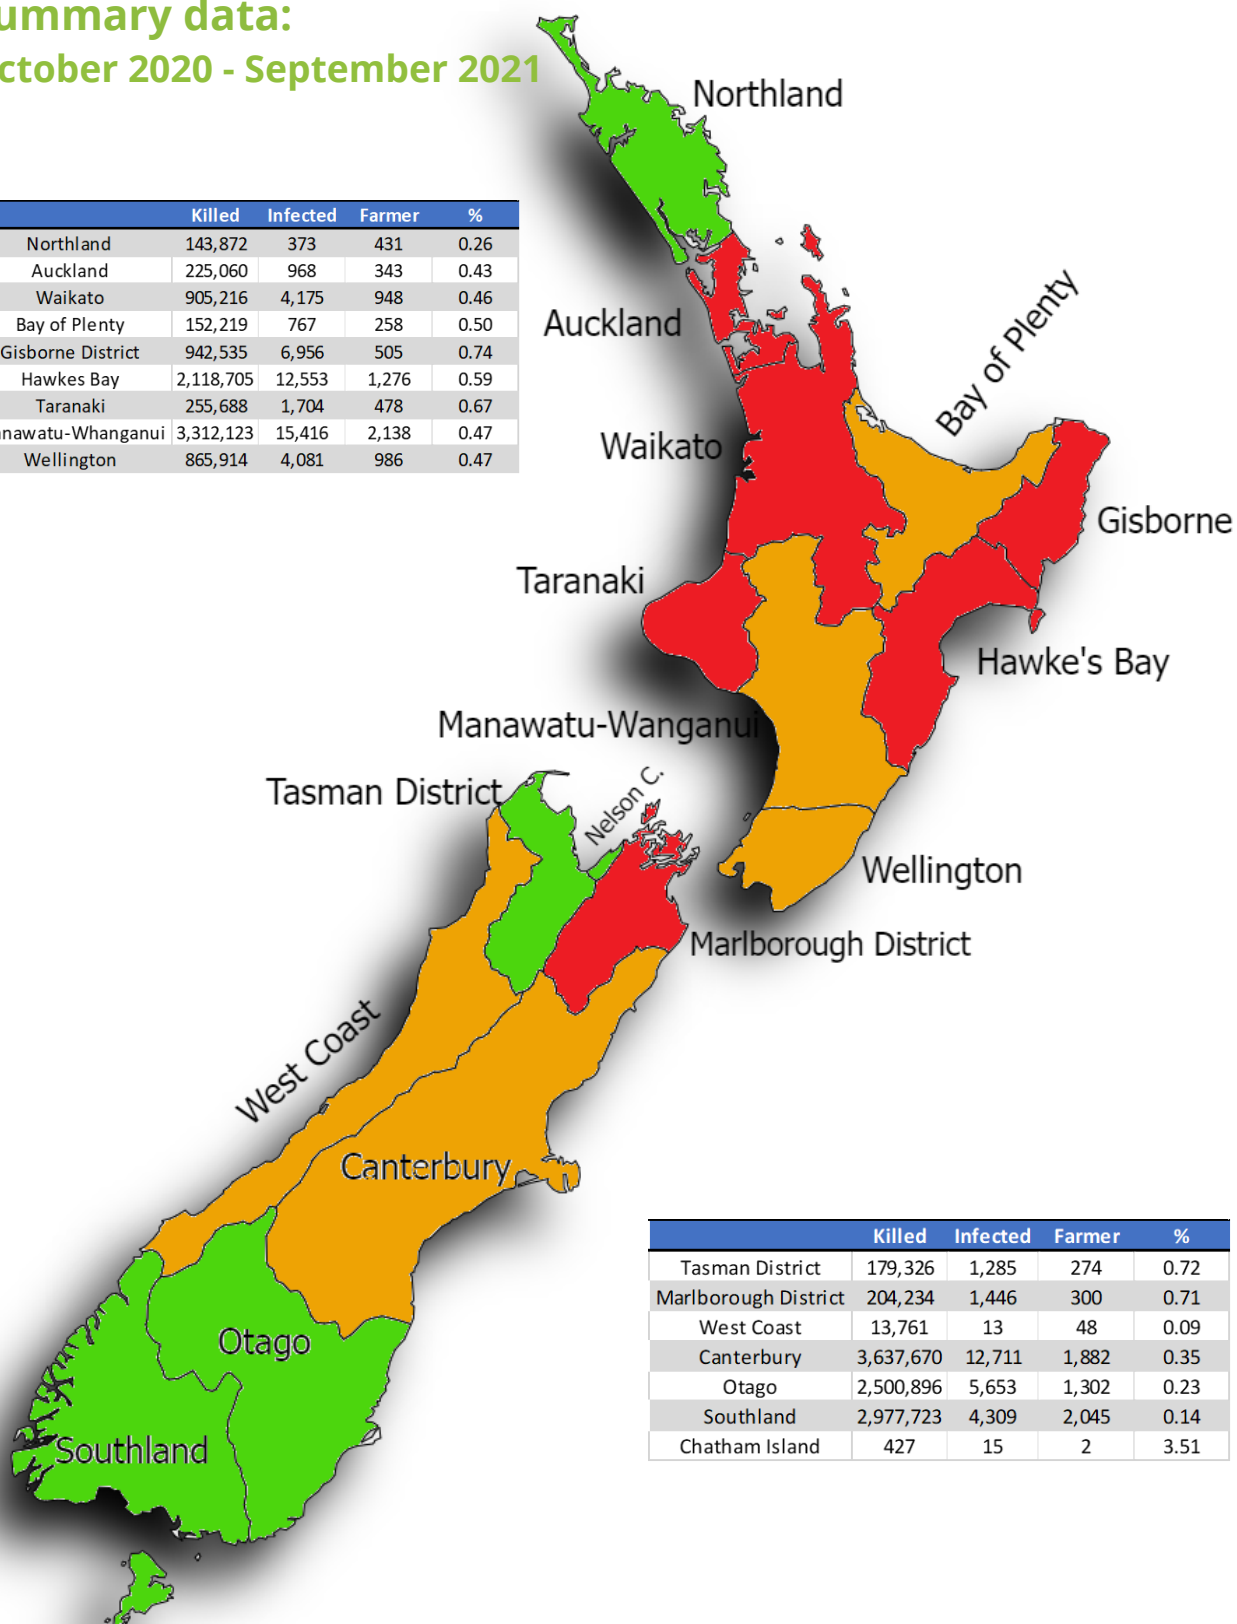 ummary data:
ctober 2020 - September 2021
Northland
Killed Infected Farmer %
Northland 143,872 373 431 0.26
Auckland 225,060 968 343 0.43
Waikato 905,216 4,175 948 0.46
Bay of Plenty 152,219 767 258 0.50
Gisborne District 942,535 6,956 505 0.74
Hawkes Bay 2,118,705 12,553 1,276 0.59
Taranaki 255,688 1,704 478 0.67
nawatu-Whanganui 3,312,123 15,416 2,138 0.47
Wellington 865,914 4,081 986 0.47
Auckland
Bay of Plenty
Waikato
Gisborne
Taranaki
Hawke's Bay
Manawatu-Wanganui
Tasman District
Nelson C.
Wellington
Marlborough District
West Coast
Canterbury
Otago
Southland
Killed Infected Farmer %
Tasman District 179,326 1,285 274 0.72
Marlborough District 204,234 1,446 300 0.71
West Coast 13,761 13 48 0.09
Canterbury 3,637,670 12,711 1,882 0.35
Otago 2,500,896 5,653 1,302 0.23
Southland 2,977,723 4,309 2,045 0.14
Chatham Island 427 15 2 3.51